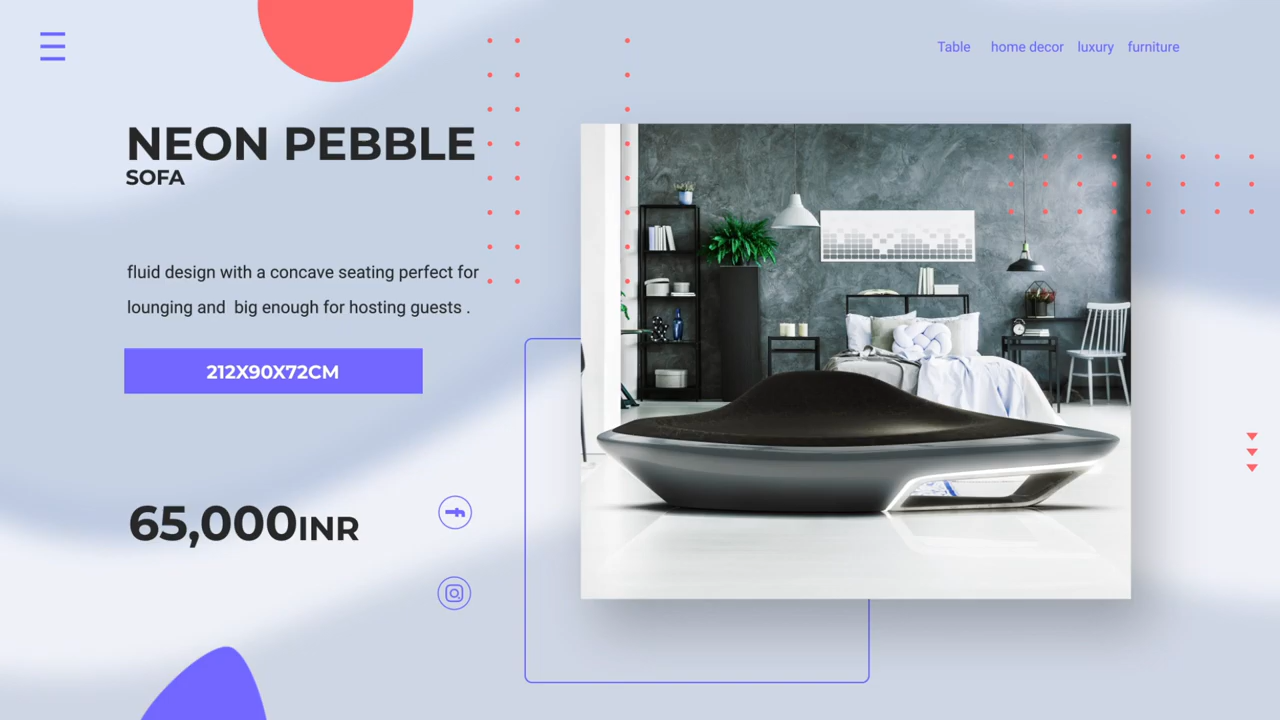 Table home decor luxury furniture
NEON PEBBLE
SOFA
fluid design with a concave seating perfect for
lounging and big enough for hosting guests .
212X90X72CM
65,000INR